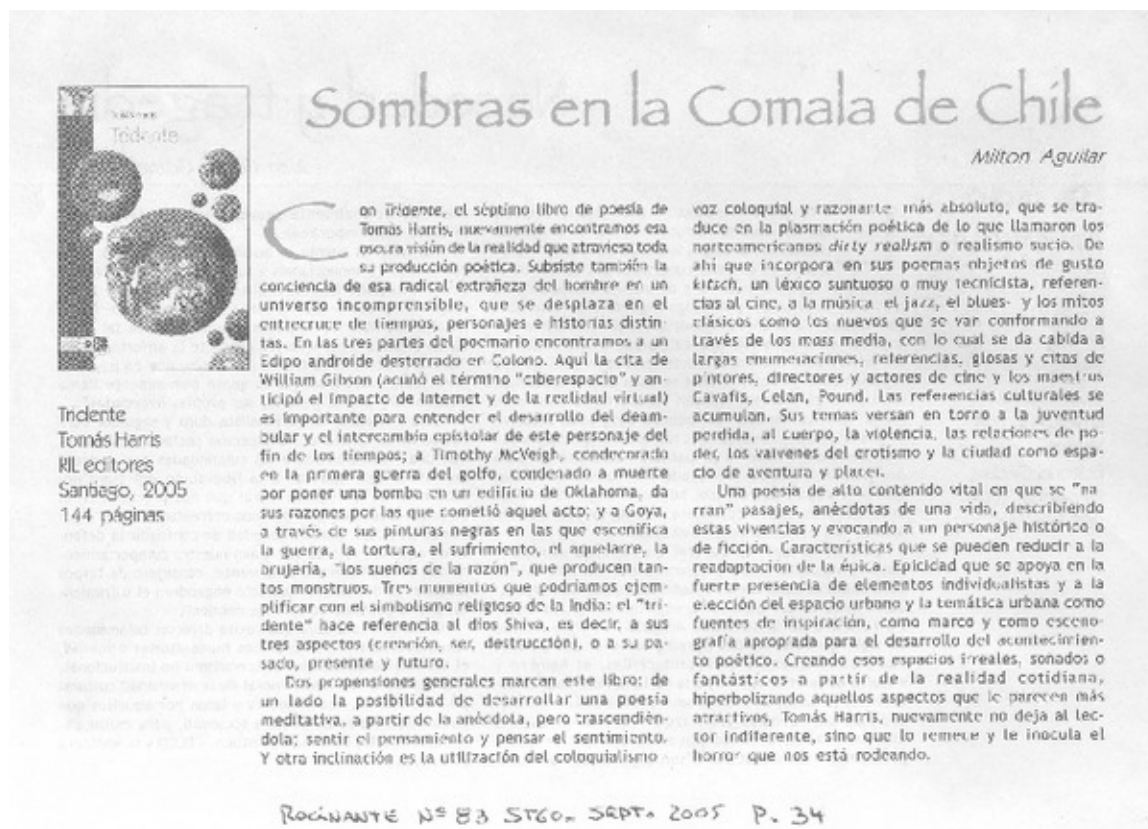 Sombras en la Comala de Chile
Milton Aguilar
Tridente
Con Tridente, el séptimo libro de poesía de
Tomás Harris, nuevamente encontramos esa
oscura visión de la realidad que atraviesa toda
su producción poética. Subsiste también la
conciencia de esa radical extrañeza del hombre en un
universo incomprensible, que se desplaza en el
entrecruce de tiempos, personajes e historias distin-
tas. En las tres partes del poemario encontramos a un
Edipo androide desterrado en Colono. Aquí la cita de
William Gibson (acuñó el término "ciberespacio" y an-
ticipó el impacto de Internet y de la realidad virtual)
es importante para entender el desarrollo del deam-
bular y el intercambio epistolar de este personaje del
fin de los tiempos; a Timothy McVeigh, condecorado
en la primera guerra del golfo, condenado a muerte
por poner una bomba en un edificio de Oklahoma, da
sus razones por las que cometió aquel acto; y a Goya,
a través de sus pinturas negras en las que escenifica
la guerra, la tortura, el sufrimiento, el aquelarre, la
brujería, "los sueños de la razón", que producen tan-
tos monstruos. Tres momentos que podríamos ejem-
plificar con el simbolismo religioso de la India: el "tri-
dente" hace referencia al dios Shiva, es decir, a sus
tres aspectos (creación, ser, destrucción), o a su pa-
sado, presente y futuro.
Dos propensiones generales marcan este libro: de
un lado la posibilidad de desarrollar una poesía
meditativa, a partir de la anécdota, pero trascendién-
dola; sentir el pensamiento y pensar el sentimiento.
Y otra inclinación es la utilización del coloquialismo
voz coloquial y razonante más absoluto, que se tra-
duce en la plasmación poética de lo que llamaron los
norteamericanos dirty realism o realismo sucio. De
ahí que incorpora en sus poemas objetos de gusto
kitsch, un léxico suntuoso o muy tecnicista, referen-
cias al cine, a la música -el jazz, el blues- y los mitos
clásicos como los nuevos que se van conformando a
través de los mass media, con lo cual se da cabida a
largas enumeraciones, referencias, glosas y citas de
pintores, directores y actores de cine y los maestros
Cavafis, Celan, Pound. Las referencias culturales se
acumulan. Sus temas versan en torno a la juventud
perdida, al cuerpo, la violencia, las relaciones de po-
der, los vaivenes del erotismo y la ciudad como espa-
cio de aventura y placer.
Una poesía de alto contenido vital en que se "na-
rran" pasajes, anécdotas de una vida, describiendo
estas vivencias y evocando a un personaje histórico o
de ficción. Características que se pueden reducir a la
readaptación de la épica. Epicidad que se apoya en la
fuerte presencia de elementos individualistas y a la
elección del espacio urbano y la temática urbana como
fuentes de inspiración, como marco y como esceno-
grafía apropiada para el desarrollo del acontecimien-
to poético. Creando esos espacios irreales, soñados o
fantásticos a partir de la realidad cotidiana,
hiperbolizando aquellos aspectos que le parecen más
atractivos, Tomás Harris, nuevamente no deja al lec-
tor indiferente, sino que lo remece y le inocula el
horror que nos está rodeando.
Tridente
Tomás Harris
RIL editores
Santiago, 2005
144 páginas
ROCINANTE Nº 83 STGO. SEPT. 2005 P. 34